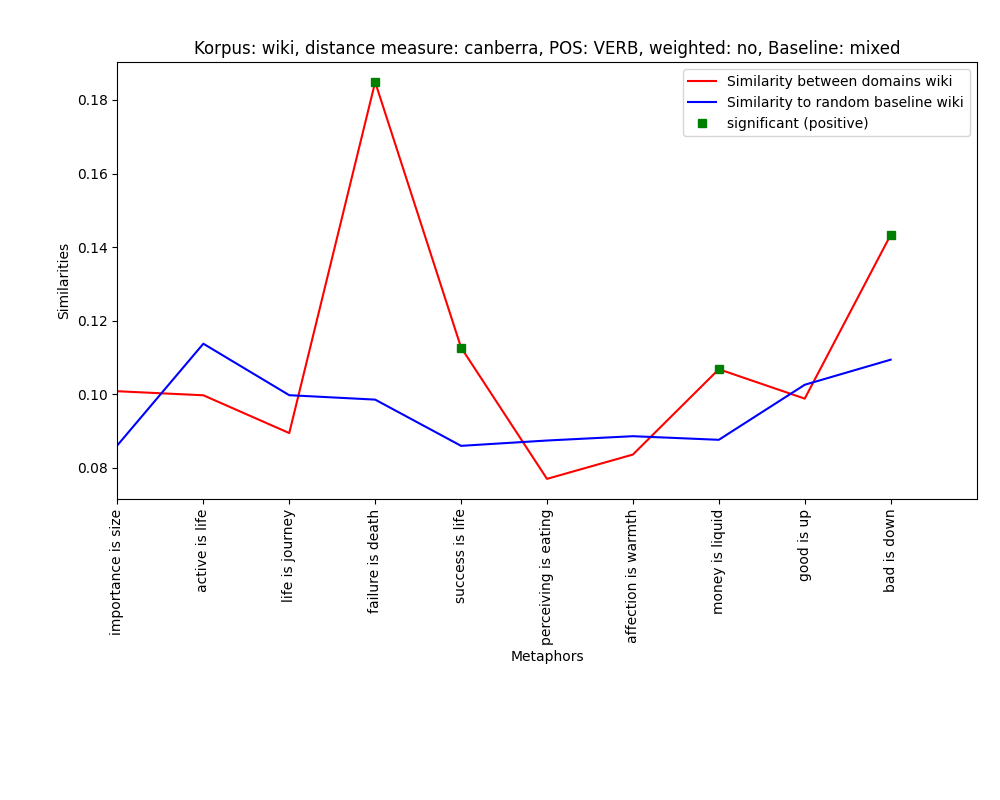 Korpus: wiki, distance measure: canberra, POS: VERB, weighted: no, Baseline: mixed
Similarity between domains wiki
Similarity to random baseline wiki
significant (positive)
Similarities
0.18
0.16
0.14
0.12
0.10
0.08
importance is size
active is life
life is journey
failure is death
success is life
perceiving is eating
affection is warmth
money is liquid
good is up
bad is down
Metaphors